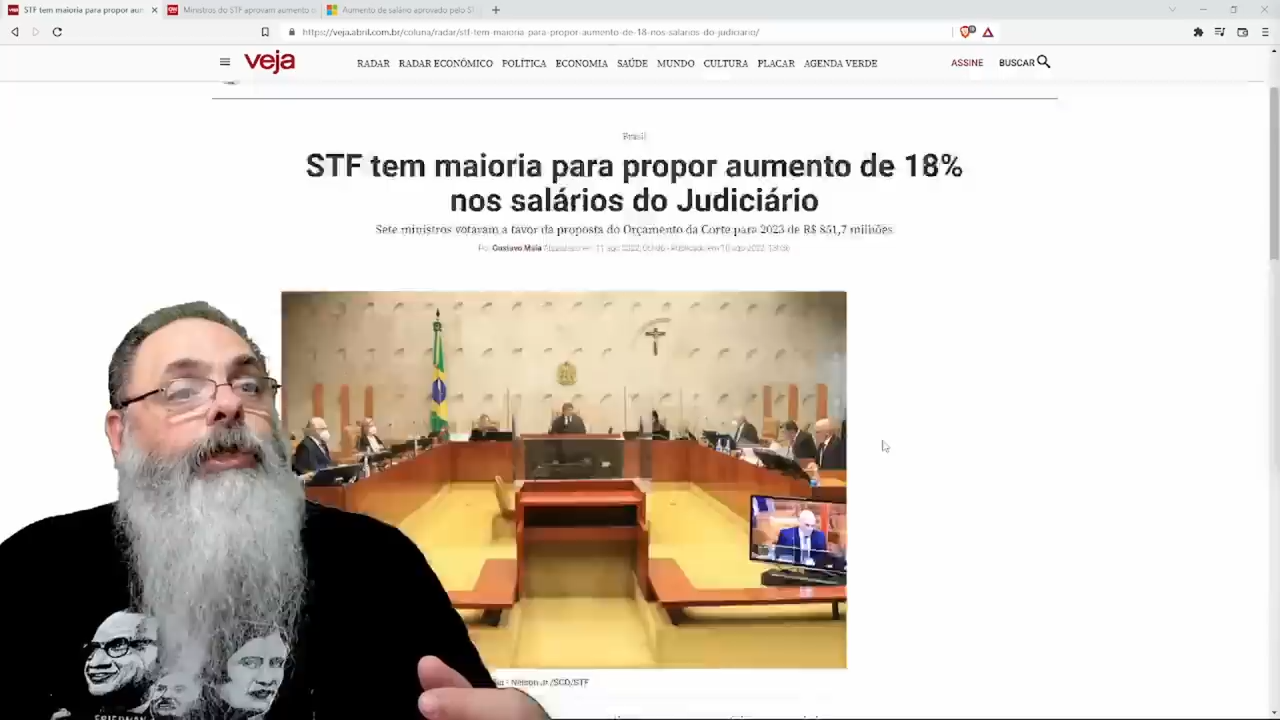 STF tem maioria para propor aum
Ministros do STF aprovam aumento
Aumento de salário aprovado pelo S
https://veja.abril.com.br/coluna/radar/stf-tem-maioria-para-propor-aumento-de-18-nos-salarios-do-judiciario/
veja
RADAR RADAR ECONÔMICO POLÍTICA ECONOMIA SAÚDE MUNDO CULTURA PLACAR AGENDA VERDE
ASSINE BUSCAR
Brasil
STF tem maioria para propor aumento de 18%
nos salários do Judiciário
Sete ministros votaram a favor da proposta do Orçamento da Corte para 2023 de R$ 851,7 milhões
Por Gustavo Maia
Nelson Jr./SCO/STF